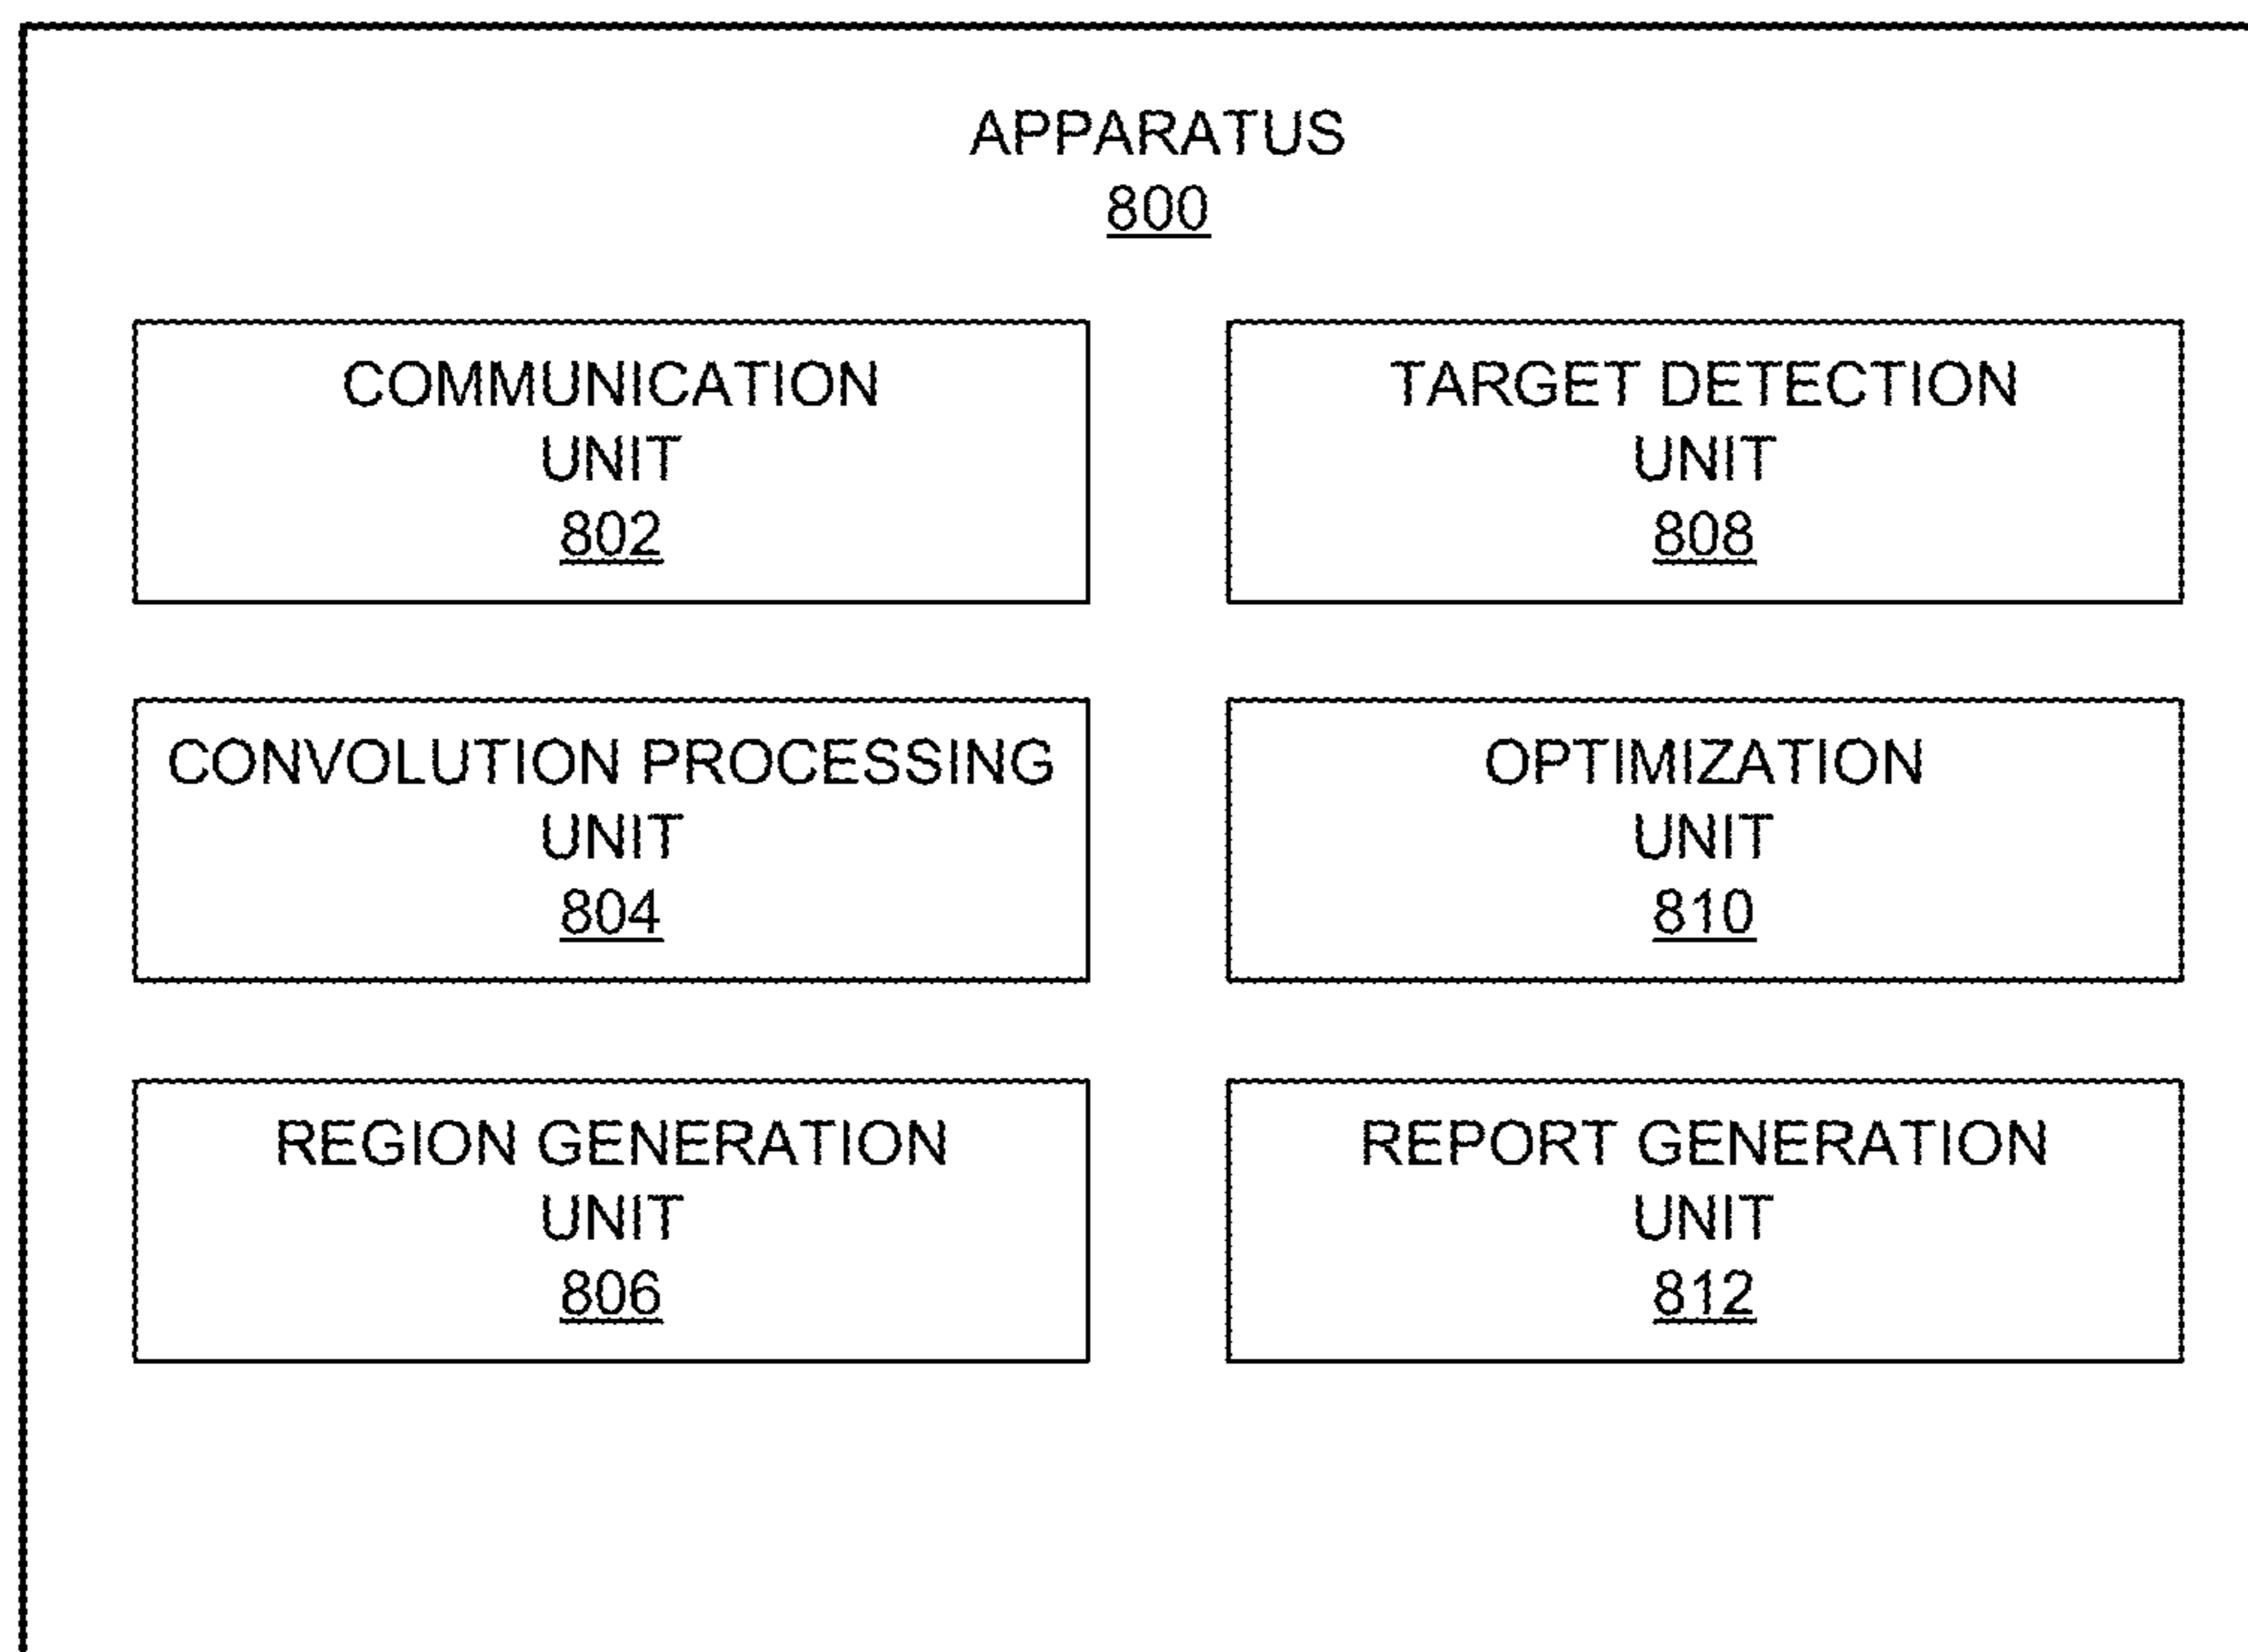 APPARATUS
800
COMMUNICATION
UNIT
802
TARGET DETECTION
UNIT
808
CONVOLUTION PROCESSING
UNIT
804
OPTIMIZATION
UNIT
810
REGION GENERATION
UNIT
806
REPORT GENERATION
UNIT
812